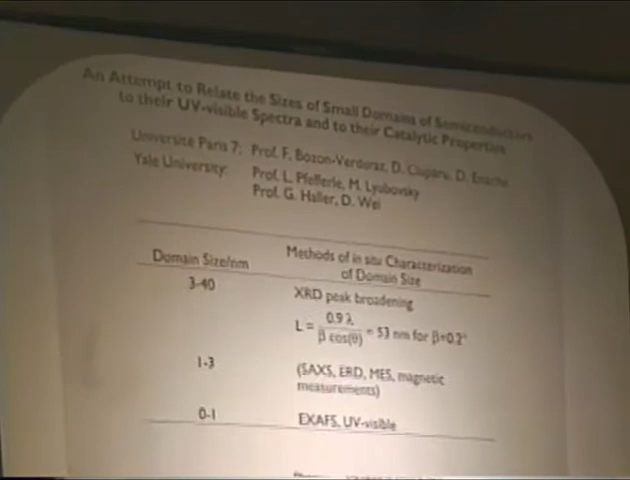 An Attempt to Relate the Sizes of Small Domains of Semiconductors
to their UV-visible Spectra and to their Catalytic Properties
Université Paris 7: Prof. F. Bozon-Verduraz, D.
Yale University: Prof. L. Pfefferle, M. Lyubovsky
Prof. G. Haller, D. Wei
Domain Size/nm Methods of in situ Characterization
of Domain Size
3-40 XRD peak broadening
L = 0.9 λ / β cos(θ) = 53 nm for β=0.2°
1-3 (SAXS, ERD, MES, magnetic
measurements)
0-1 EXAFS, UV-visible